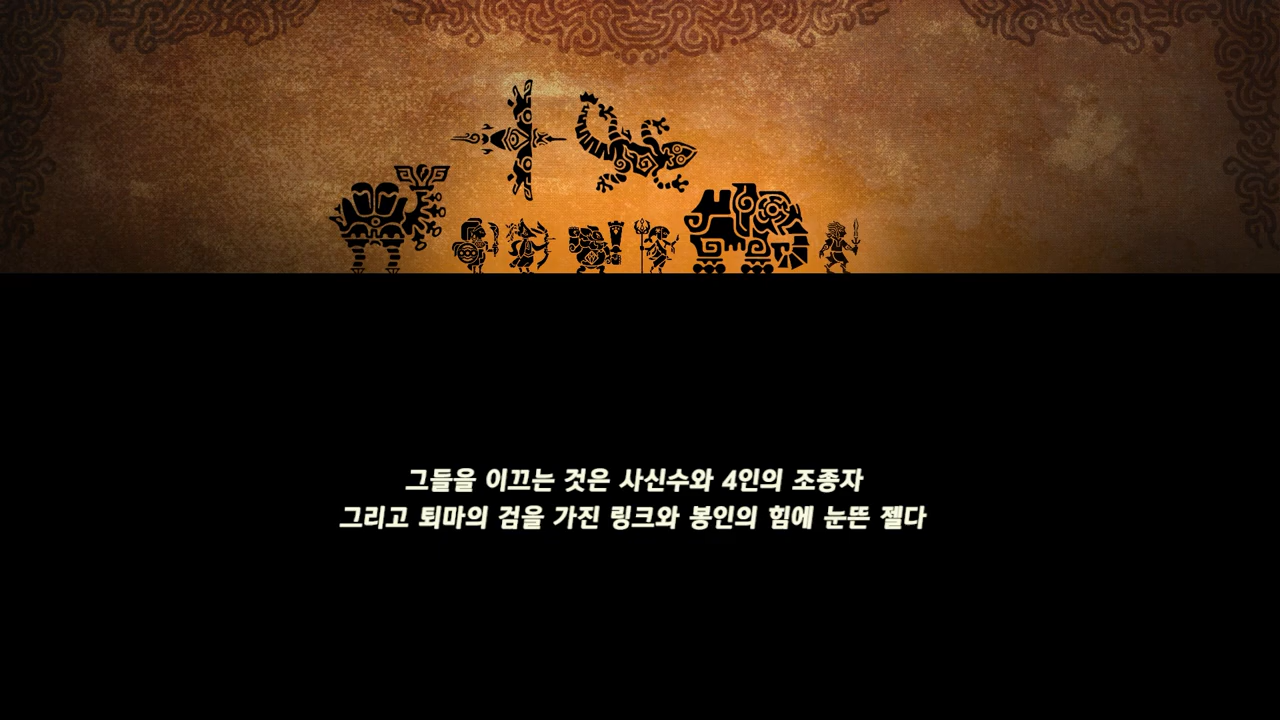 그들을 이끄는 것은 사신수와 4인의 조종자
그리고 퇴마의 검을 가진 링크와 봉인의 힘에 눈뜬 젤다